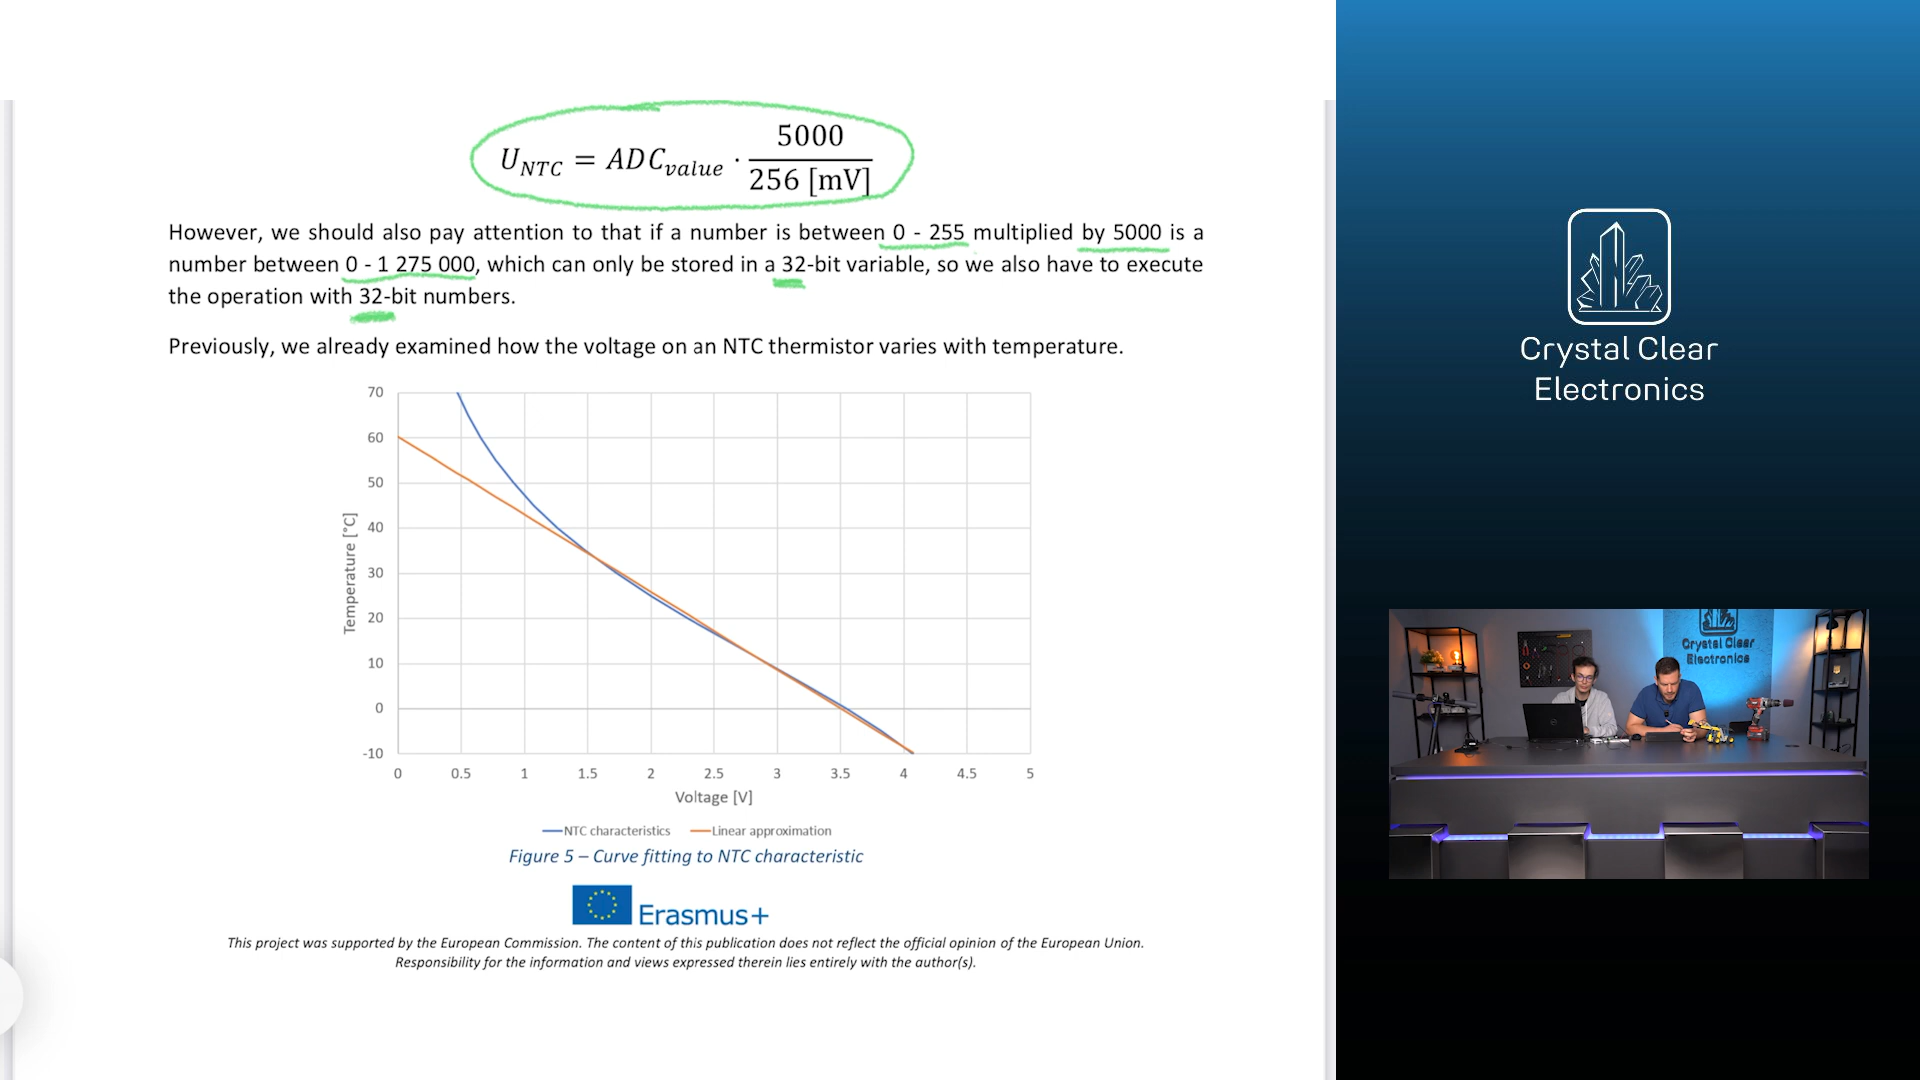 U_NTC = ADC_value · 5000
256 [mV]
However, we should also pay attention to that if a number is between 0 - 255 multiplied by 5000 is a
number between 0 - 1 275 000, which can only be stored in a 32-bit variable, so we also have to execute
the operation with 32-bit numbers.
Previously, we already examined how the voltage on an NTC thermistor varies with temperature.
70
60
50
40
30
20
10
0
-10
Temperature [°C]
0 0.5 1 1.5 2 2.5 3 3.5 4 4.5 5
Voltage [V]
NTC characteristics Linear approximation
Figure 5 – Curve fitting to NTC characteristic
Erasmus+
This project was supported by the European Commission. The content of this publication does not reflect the official opinion of the European Union.
Responsibility for the information and views expressed therein lies entirely with the author(s).
Crystal Clear
Electronics
Crystal Clear
Electronics